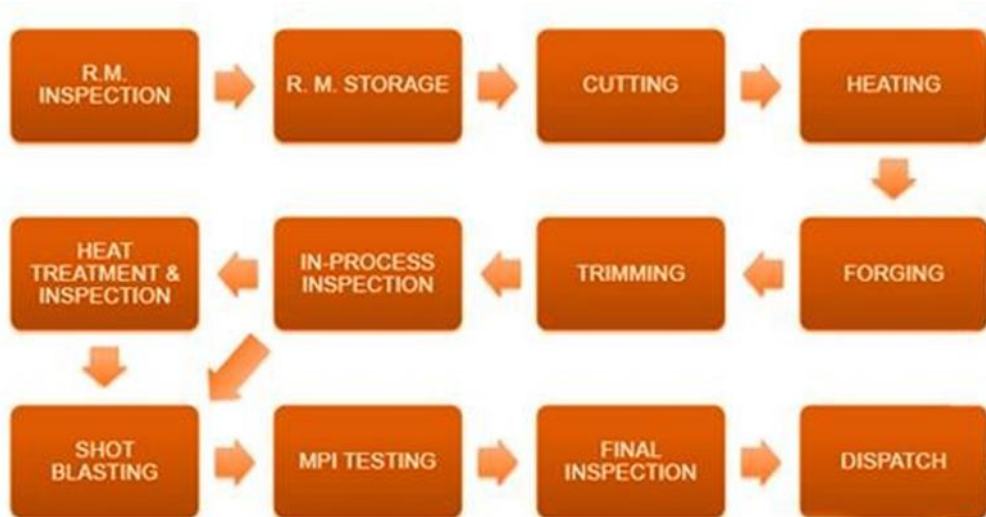 R.M.
INSPECTION
R. M. STORAGE
CUTTING
HEATING
HEAT
TREATMENT &
INSPECTION
IN-PROCESS
INSPECTION
TRIMMING
FORGING
SHOT
BLASTING
MPI TESTING
FINAL
INSPECTION
DISPATCH